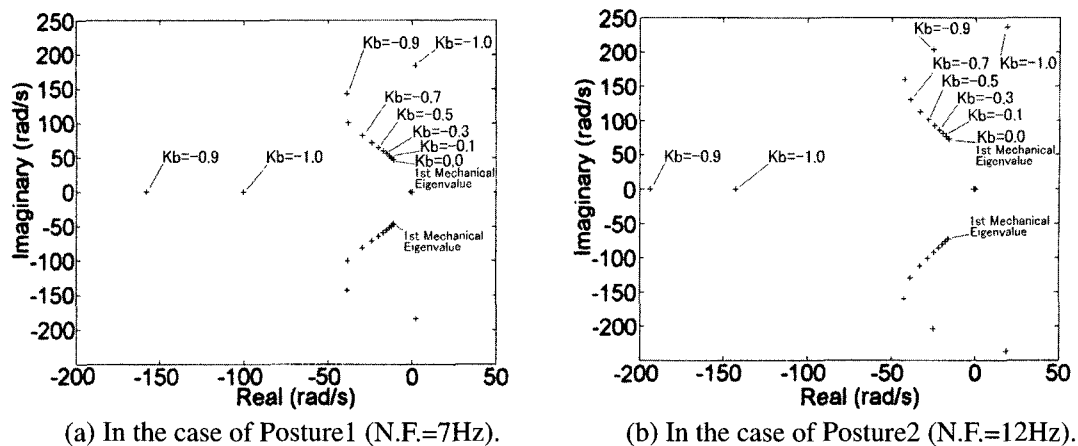 250
200
150
100
50
0
-50
-100
-150
-200
Imaginary (rad/s)
Kb=-0.9
Kb=-1.0
Kb=-0.7
Kb=-0.5
Kb=-0.3
Kb=-0.1
Kb=0.0
1st Mechanical
Eigenvalue
Kb=-0.9
Kb=-1.0
1st Mechanical
Eigenvalue
-200 -150 -100 -50 0 50
Real (rad/s)
(a) In the case of Posture1 (N.F.=7Hz).
250
200
150
100
50
0
-50
-100
-150
-200
-250
Imaginary (rad/s)
Kb=-0.9
Kb=-0.7
Kb=-1.0
Kb=-0.5
Kb=-0.3
Kb=-0.1
Kb=0.0
1st Mechanical
Eigenvalue
Kb=-0.9
Kb=-1.0
1st Mechanical
Eigenvalue
-200 -150 -100 -50 0 50
Real (rad/s)
(b) In the case of Posture2 (N.F.=12Hz).